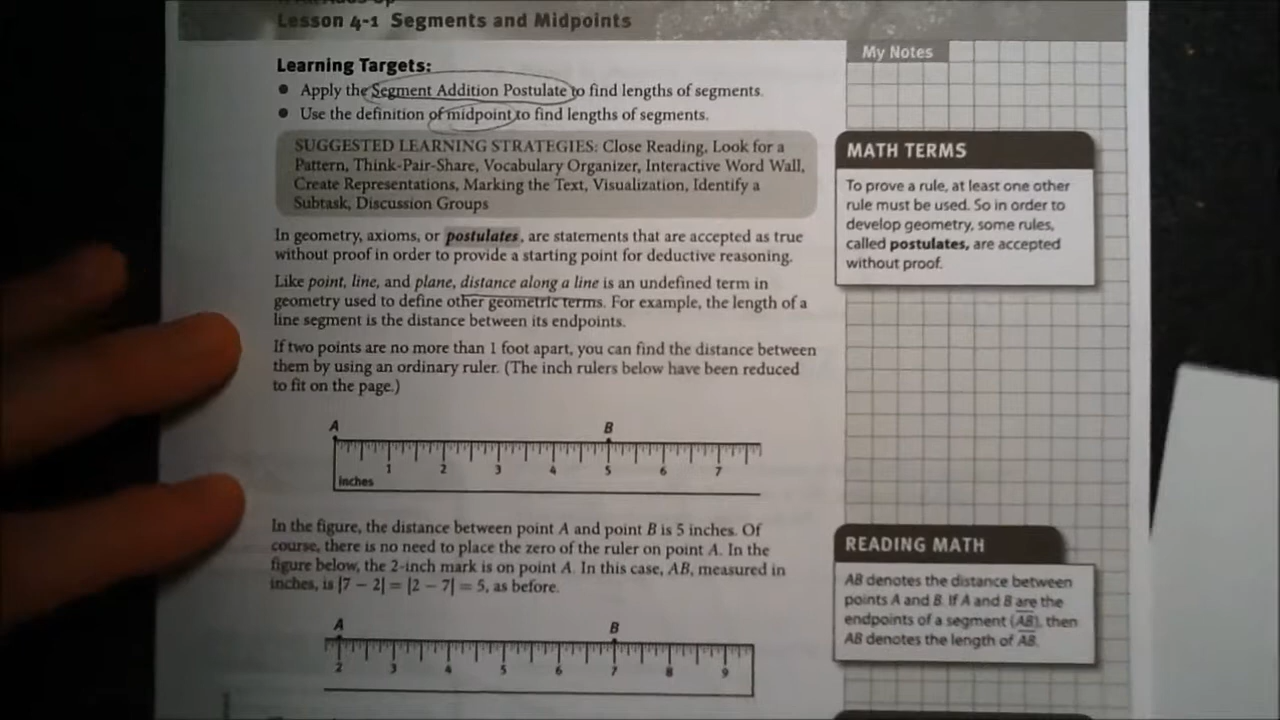 Lesson 4-1 Segments and Midpoints
My Notes
Learning Targets:
• Apply the Segment Addition Postulate to find lengths of segments.
• Use the definition of midpoint to find lengths of segments.
SUGGESTED LEARNING STRATEGIES: Close Reading, Look for a
Pattern, Think-Pair-Share, Vocabulary Organizer, Interactive Word Wall,
Create Representations, Marking the Text, Visualization, Identify a
Subtask, Discussion Groups
In geometry, axioms, or postulates, are statements that are accepted as true
without proof in order to provide a starting point for deductive reasoning.
Like point, line, and plane, distance along a line is an undefined term in
geometry used to define other geometric terms. For example, the length of a
line segment is the distance between its endpoints.
If two points are no more than 1 foot apart, you can find the distance between
them by using an ordinary ruler. (The inch rulers below have been reduced
to fit on the page.)
A B
1 2 3 4 5 6 7
inches
In the figure, the distance between point A and point B is 5 inches. Of
course, there is no need to place the zero of the ruler on point A. In the
figure below, the 2-inch mark is on point A. In this case, AB, measured in
inches, is |7 − 2| = |2 − 7| = 5, as before.
A B
2 3 4 5 6 7 8 9
MATH TERMS
To prove a rule, at least one other
rule must be used. So in order to
develop geometry, some rules,
called postulates, are accepted
without proof.
READING MATH
AB denotes the distance between
points A and B. If A and B are the
endpoints of a segment (A̅B̅), then
AB denotes the length of A̅B̅.